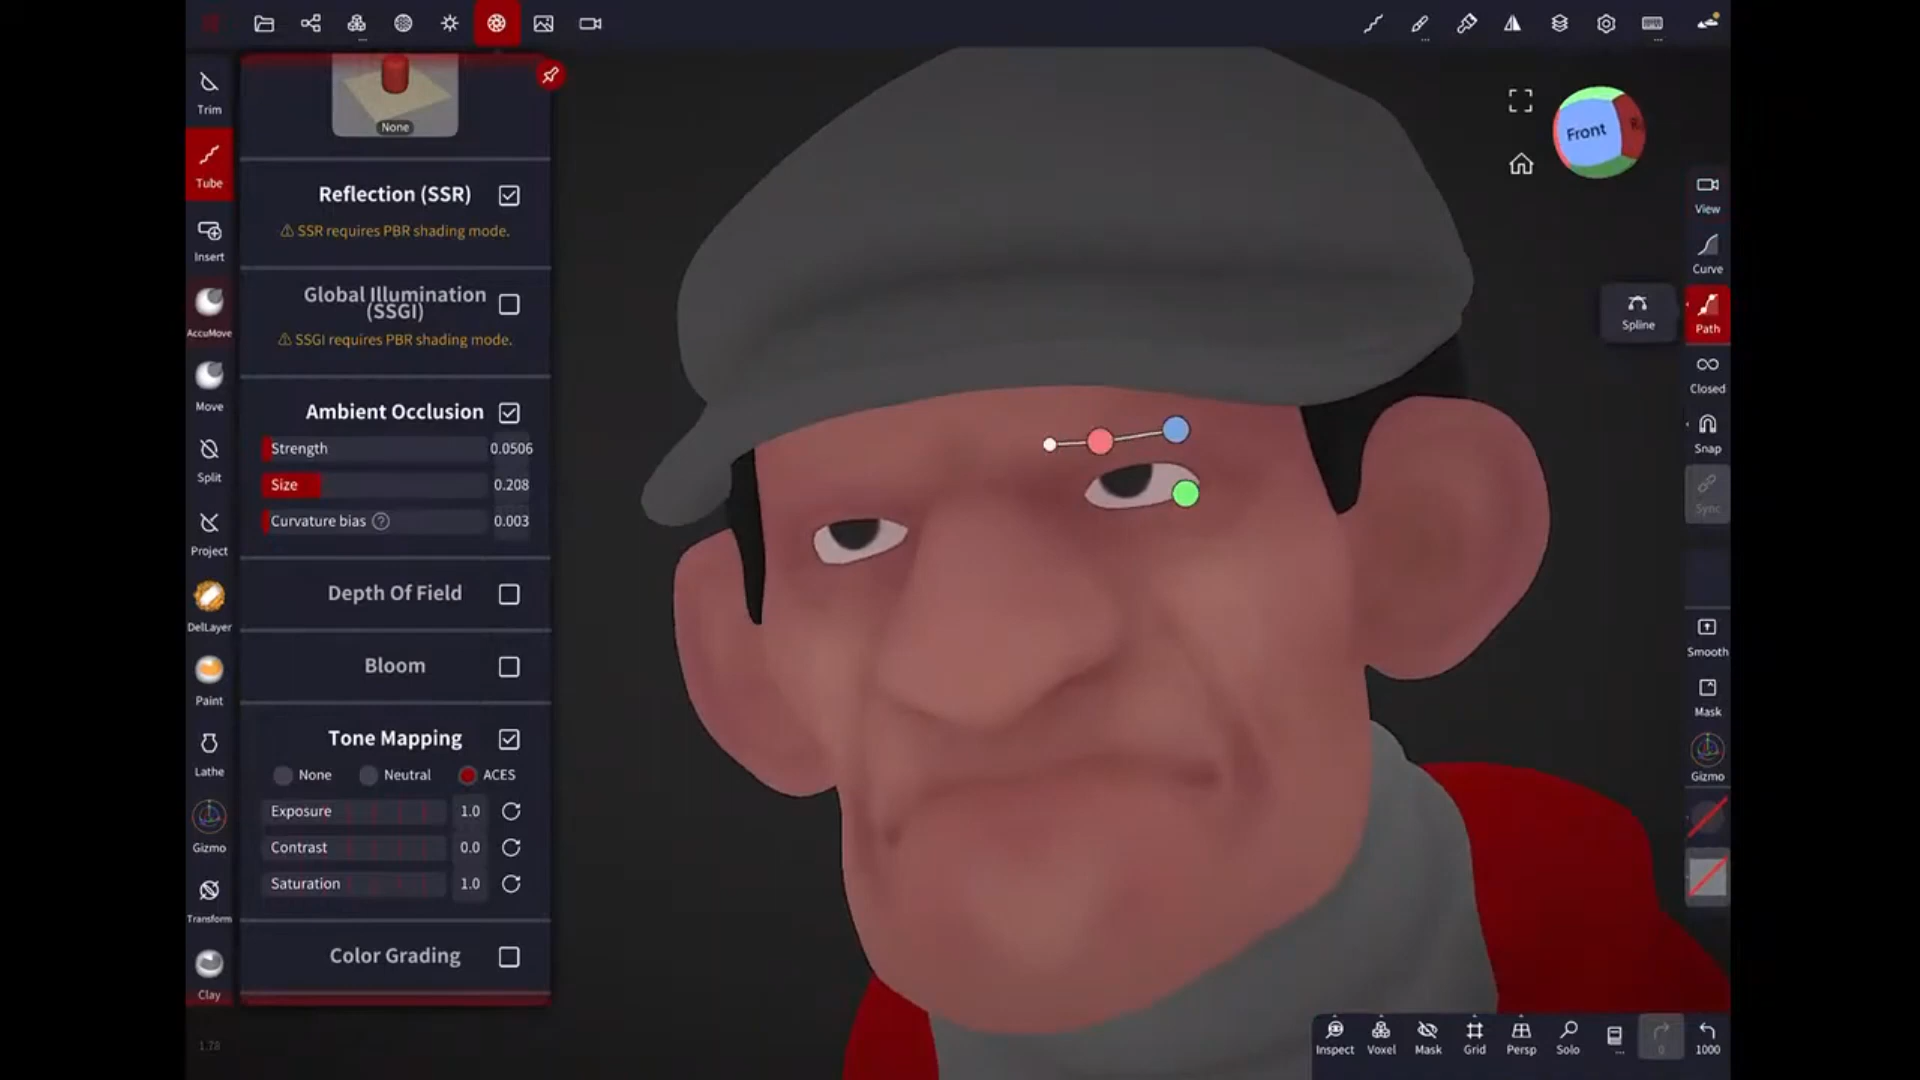 Trim
Tube
Insert
AccuMove
Move
Split
Project
DelLayer
Paint
Lathe
Gizmo
Transform
Clay
1.78
None
Reflection (SSR)
⚠ SSR requires PBR shading mode.
Global Illumination
(SSGI)
⚠ SSGI requires PBR shading mode.
Ambient Occlusion
Strength 0.0506
Size 0.208
Curvature bias ? 0.003
Depth Of Field
Bloom
Tone Mapping
None Neutral ACES
Exposure 1.0
Contrast 0.0
Saturation 1.0
Color Grading
Front
View
Curve
Spline
Path
Closed
Snap
Sync
Smooth
Mask
Gizmo
Inspect Voxel Mask Grid Persp Solo 0 1000